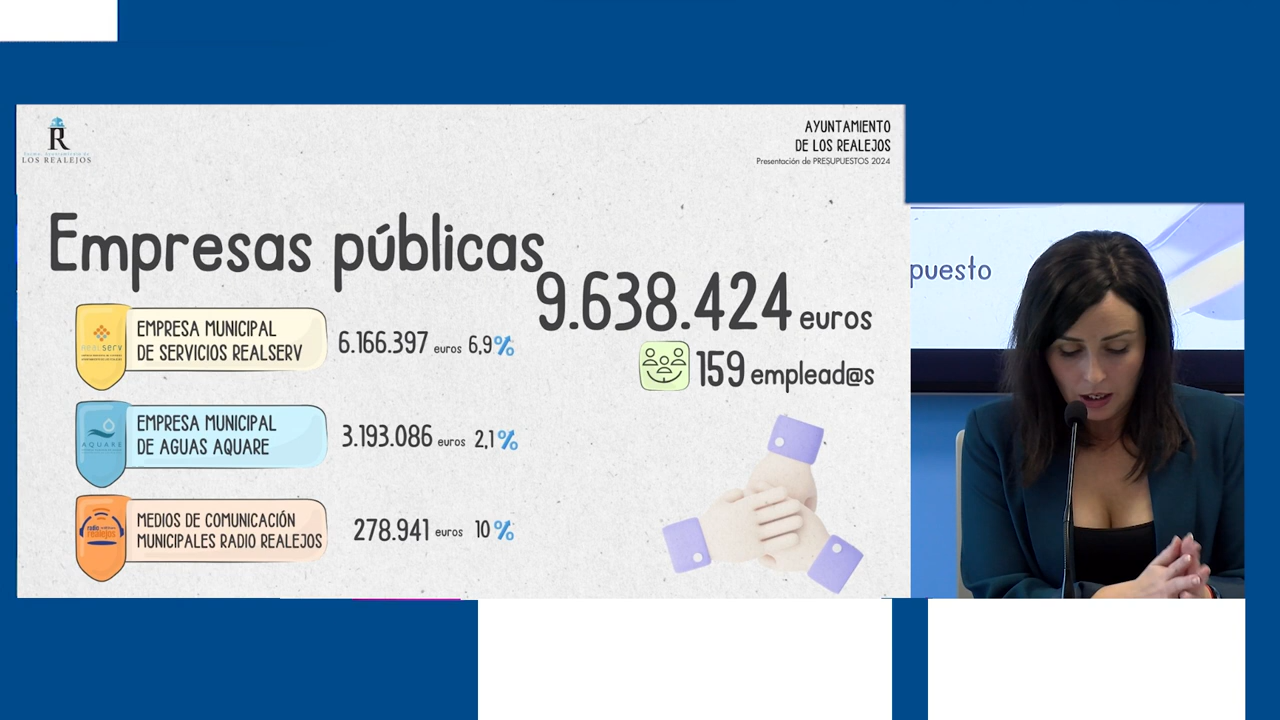 R
LOS REALEJOS
AYUNTAMIENTO
DE LOS REALEJOS
Presentación de PRESUPUESTOS 2024
Empresas públicas
9.638.424 euros
159 emplead@s
realserv
EMPRESA MUNICIPAL
DE SERVICIOS REALSERV
6.166.397 euros 6,9%
AQUARE
EMPRESA MUNICIPAL
DE AGUAS AQUARE
3.193.086 euros 2,1%
radio
realejos
MEDIOS DE COMUNICACIÓN
MUNICIPALES RADIO REALEJOS
278.941 euros 10%
puesto